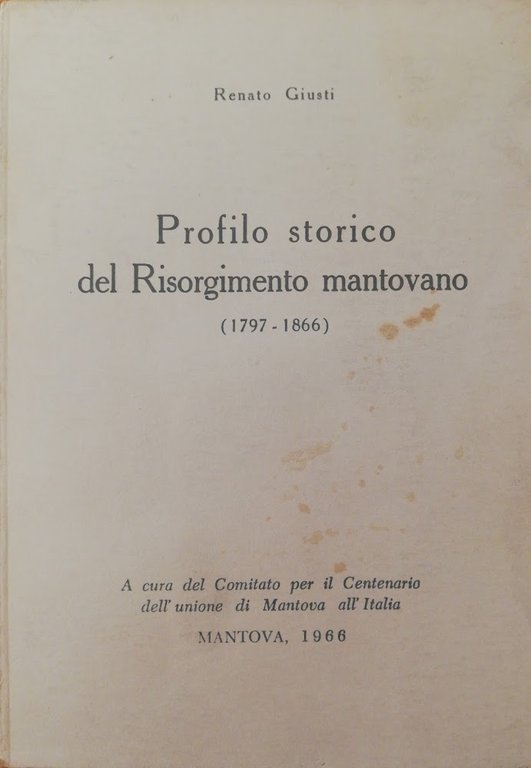 Renato Giusti
Profilo storico
del Risorgimento mantovano
(1797 - 1866)
A cura del Comitato per il Centenario
dell'unione di Mantova all'Italia
MANTOVA, 1966